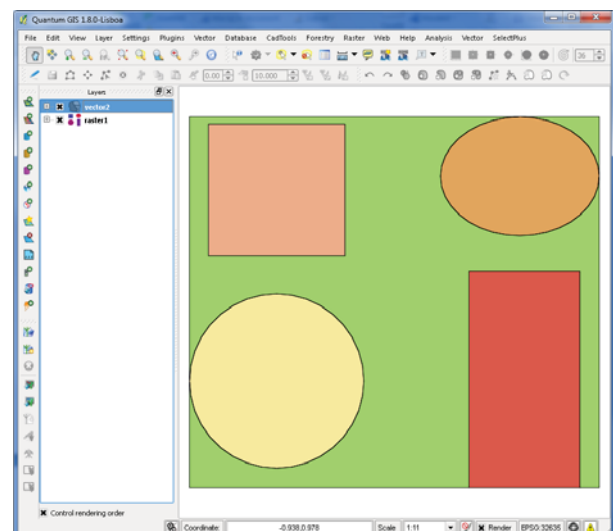 Quantum GIS 1.8.0-Lisboa
File Edit View Layer Settings Plugins Vector Database CadTools Forestry Raster Web Help Analysis Vector SelectPlus
36
0.00 10.000
Layers
vector2
raster1
Control rendering order
Coordinate: -0.938,0.978 Scale 1:11 Render EPSG:32635